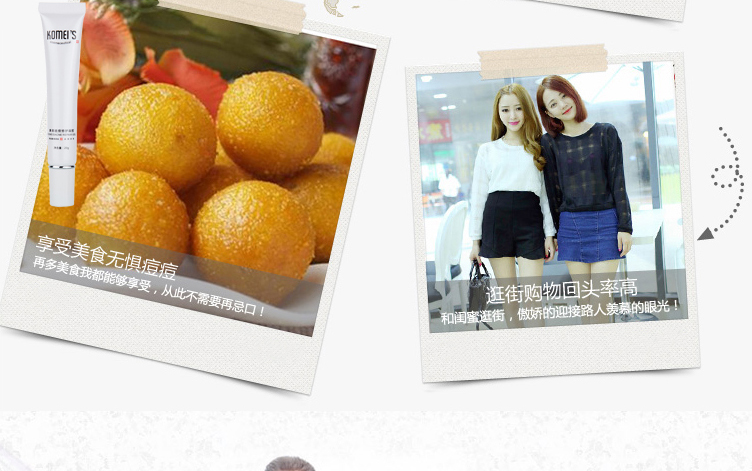 KOMEI'S
享受美食无惧痘痘
再多美食我都能够享受，从此不需要再忌口！
逛街购物回头率高
和闺蜜逛街，傲娇的迎接路人羡慕的眼光！